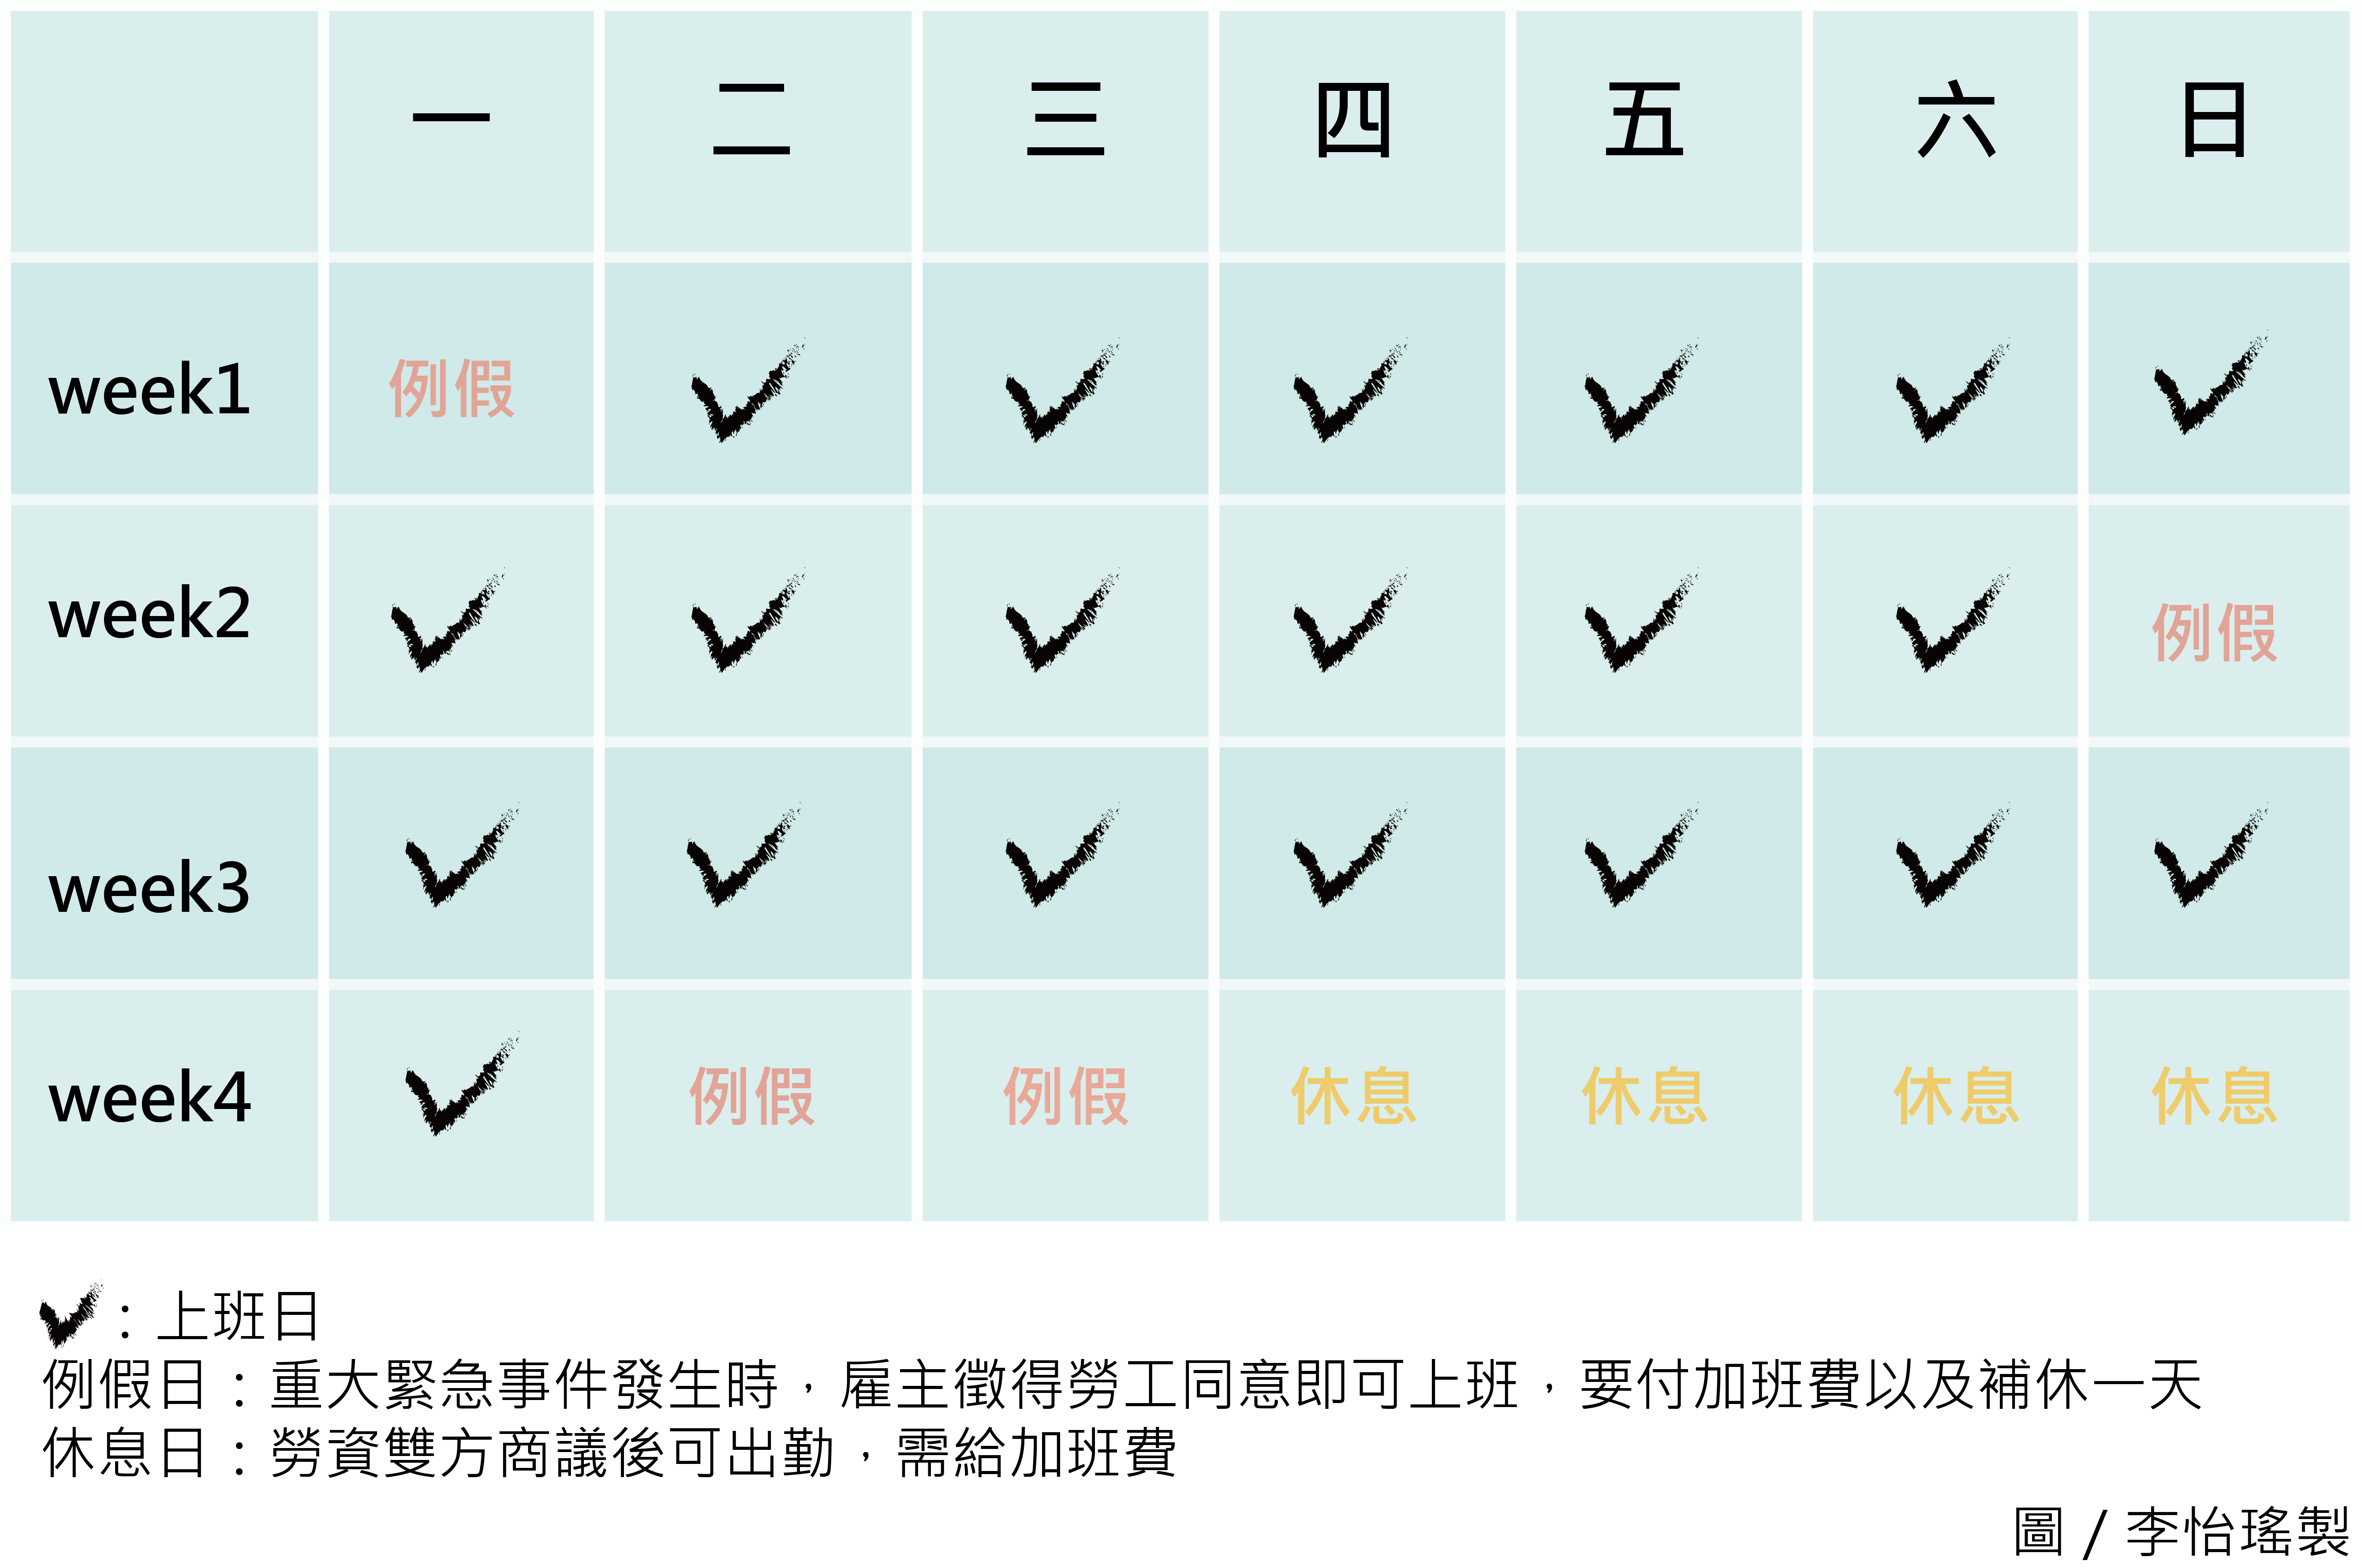 一 二 三 四 五 六 日
week1 例假
week2 例假
week3
week4 例假 例假 休息 休息 休息 休息
：上班日
例假日：重大緊急事件發生時，雇主徵得勞工同意即可上班，要付加班費以及補休一天
休息日：勞資雙方商議後可出勤，需給加班費
圖 / 李怡瑤製